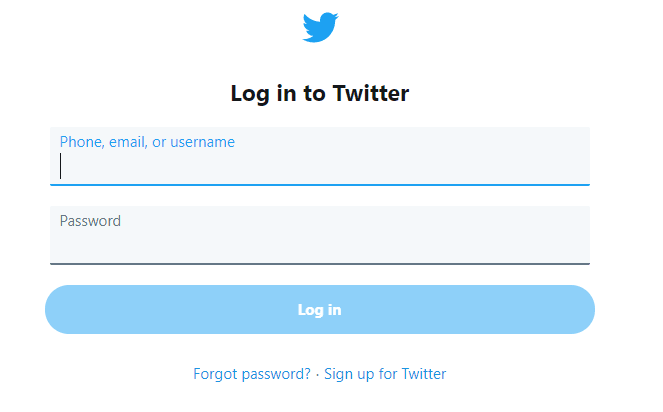 Log in to Twitter
Phone, email, or username
Password
Log in
Forgot password? · Sign up for Twitter